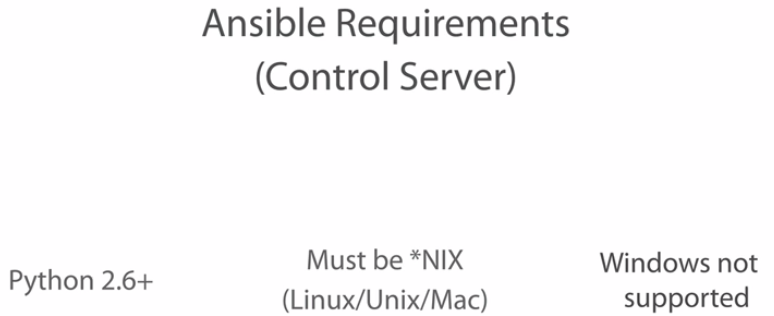 Ansible Requirements
(Control Server)
Python 2.6+
Must be *NIX
(Linux/Unix/Mac)
Windows not
supported